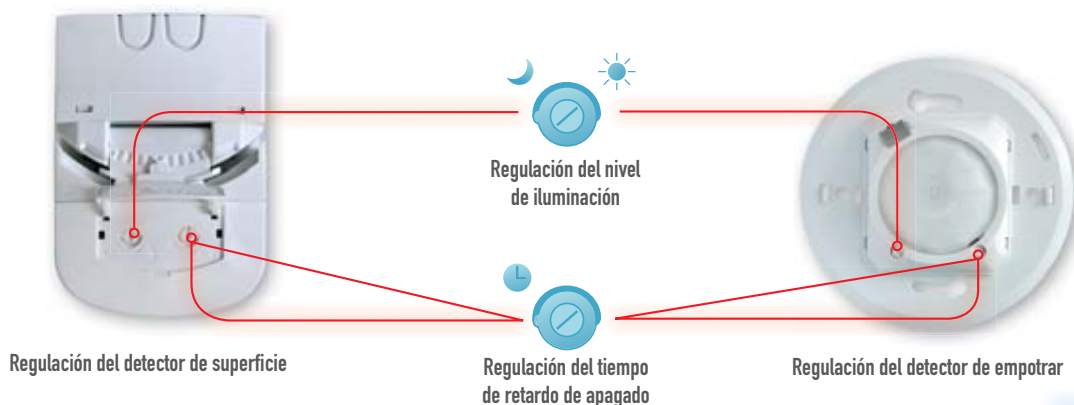 Regulación del nivel
de iluminación
Regulación del detector de superficie
Regulación del tiempo
de retardo de apagado
Regulación del detector de empotrar